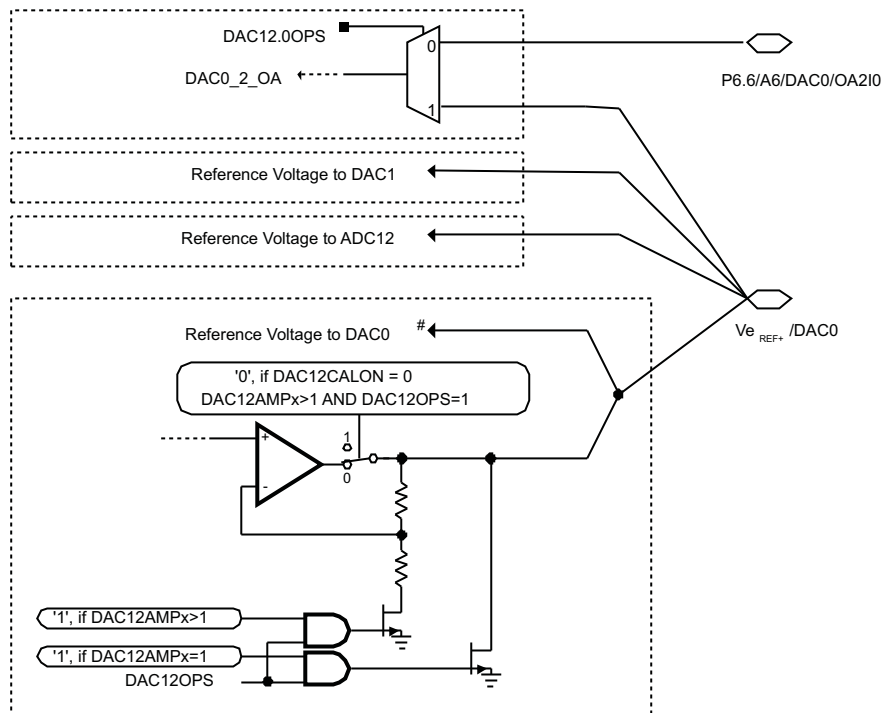 DAC12.0OPS
0
DAC0_2_OA
1
P6.6/A6/DAC0/OA2I0
Reference Voltage to DAC1
Reference Voltage to ADC12
Reference Voltage to DAC0
#
Ve REF+ /DAC0
'0', if DAC12CALON = 0
DAC12AMPx>1 AND DAC12OPS=1
+
1
0
-
'1', if DAC12AMPx>1
'1', if DAC12AMPx=1
DAC12OPS